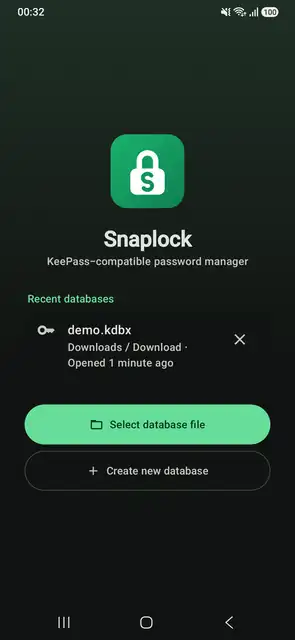 00:32
100
S
Snaplock
KeePass-compatible password manager
Recent databases
demo.kdbx
Downloads / Download ·
Opened 1 minute ago
Select database file
Create new database